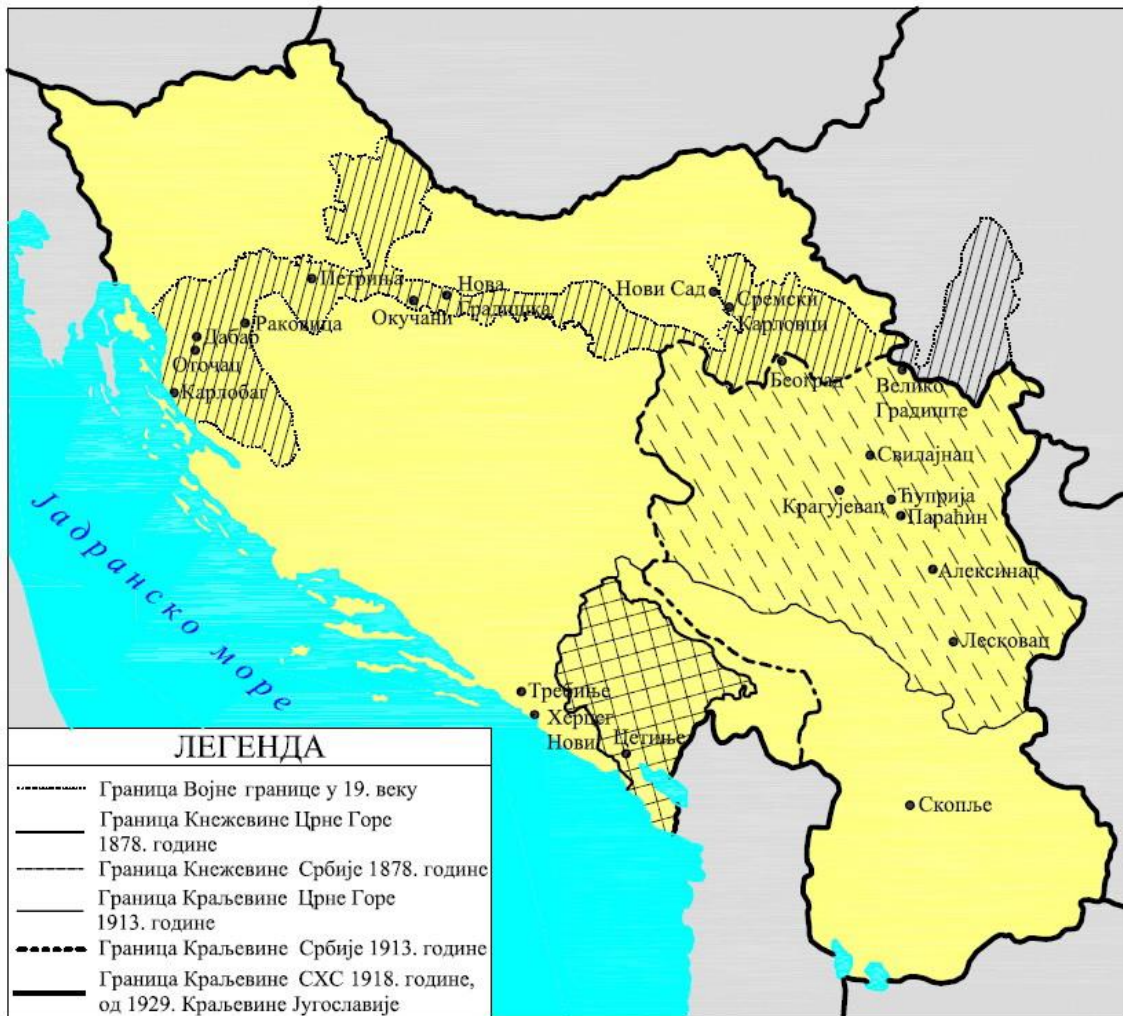 Петриња
Нова
Градишка
Окучани
Нови Сад
Сремски
Карловци
Раковица
Дабар
Оточац
Карлобаг
Београд
Велико
Градиште
Свилајнац
Крагујевац
Ћуприја
Параћин
Алексинац
Лесковац
Јадранско море
Требиње
Херцег
Нови
Цетиње
Скопље
ЛЕГЕНДА
Граница Војне границе у 19. веку
Граница Кнежевине Црне Горе
1878. године
Граница Кнежевине Србије 1878. године
Граница Краљевине Црне Горе
1913. године
Граница Краљевине Србије 1913. године
Граница Краљевине СХС 1918. године,
од 1929. Краљевине Југославије